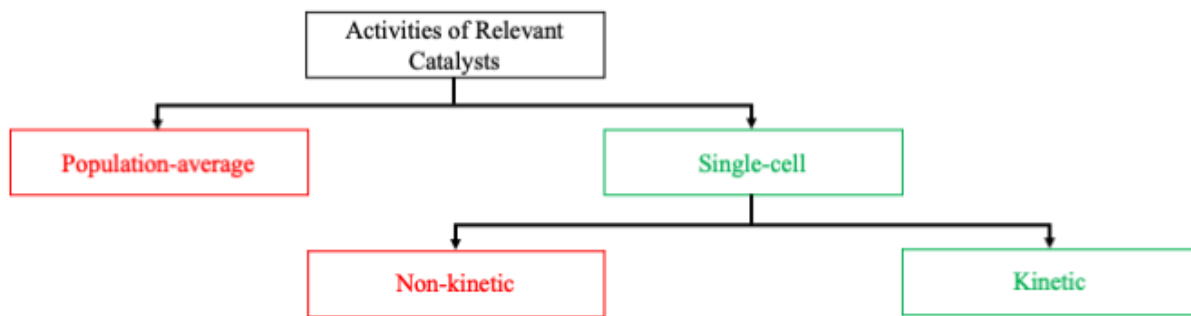 Activities of Relevant
Catalysts
Population-average
Single-cell
Non-kinetic
Kinetic